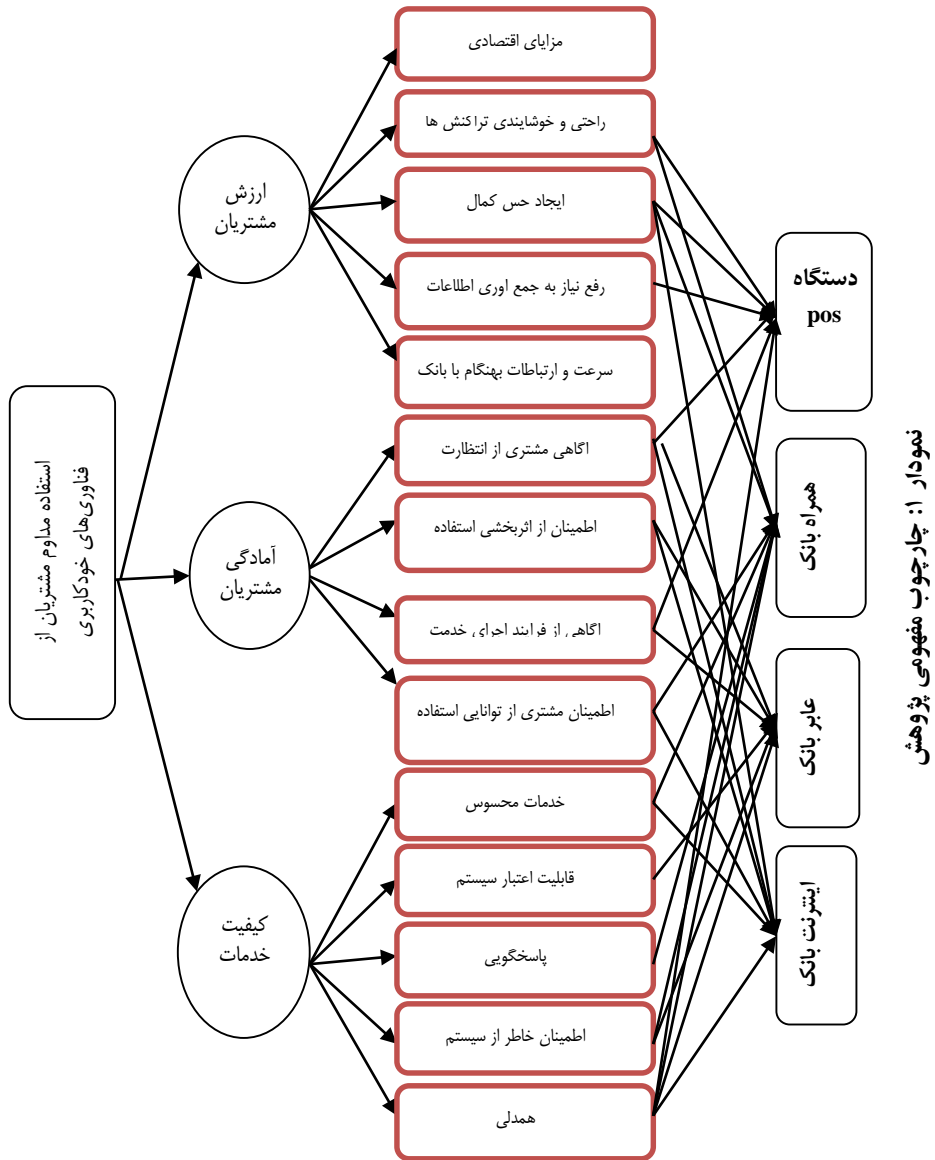 استفاده مداوم مشتریان از
فناوری‌های خودکاربری
ارزش
مشتریان
آمادگی
مشتریان
کیفیت
خدمات
مزایای اقتصادی
راحتی و خوشایندی تراکنش ها
ایجاد حس کمال
رفع نیاز به جمع اوری اطلاعات
سرعت و ارتباطات بهنگام با بانک
اگاهی مشتری از انتظارت
اطمینان از اثربخشی استفاده
اگاهی از فرایند اجرای خدمت
اطمینان مشتری از توانایی استفاده
خدمات محسوس
قابلیت اعتبار سیستم
پاسخگویی
اطمینان خاطر از سیستم
همدلی
دستگاه
pos
همراه بانک
عابر بانک
اینترنت بانک
نمودار ۱: چارچوب مفهومی پژوهش